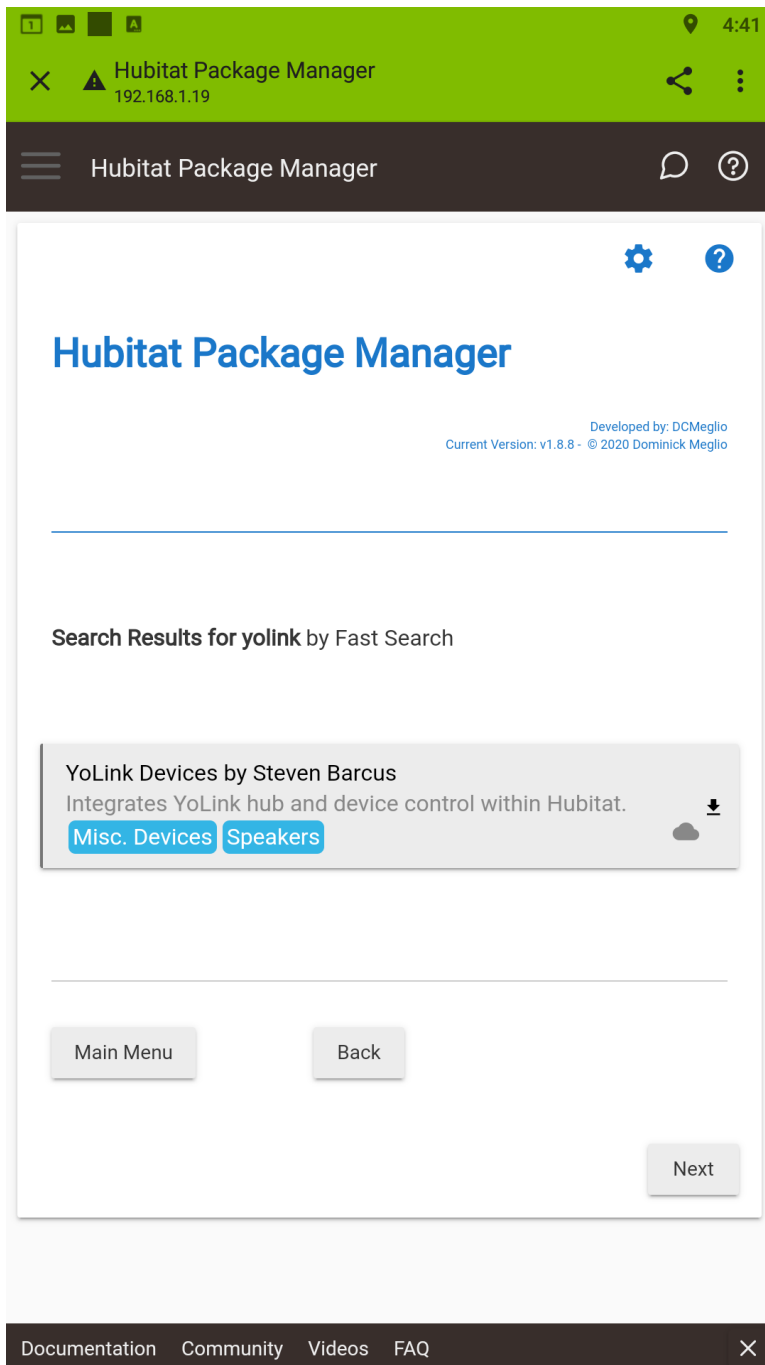 1
A
4:41
Hubitat Package Manager
192.168.1.19
Hubitat Package Manager
Hubitat Package Manager
Developed by: DCMeglio
Current Version: v1.8.8 - © 2020 Dominick Meglio
Search Results for yolink by Fast Search
YoLink Devices by Steven Barcus
Integrates YoLink hub and device control within Hubitat.
Misc. Devices Speakers
Main Menu Back
Next
Documentation Community Videos FAQ